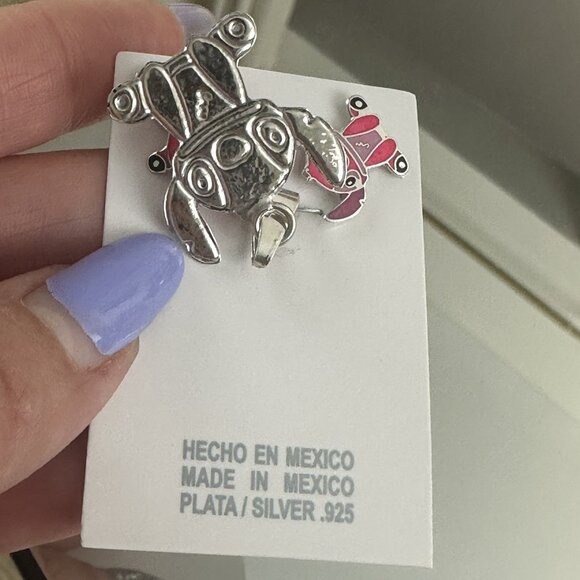 HECHO EN MEXICO
MADE IN MEXICO
PLATA / SILVER .925